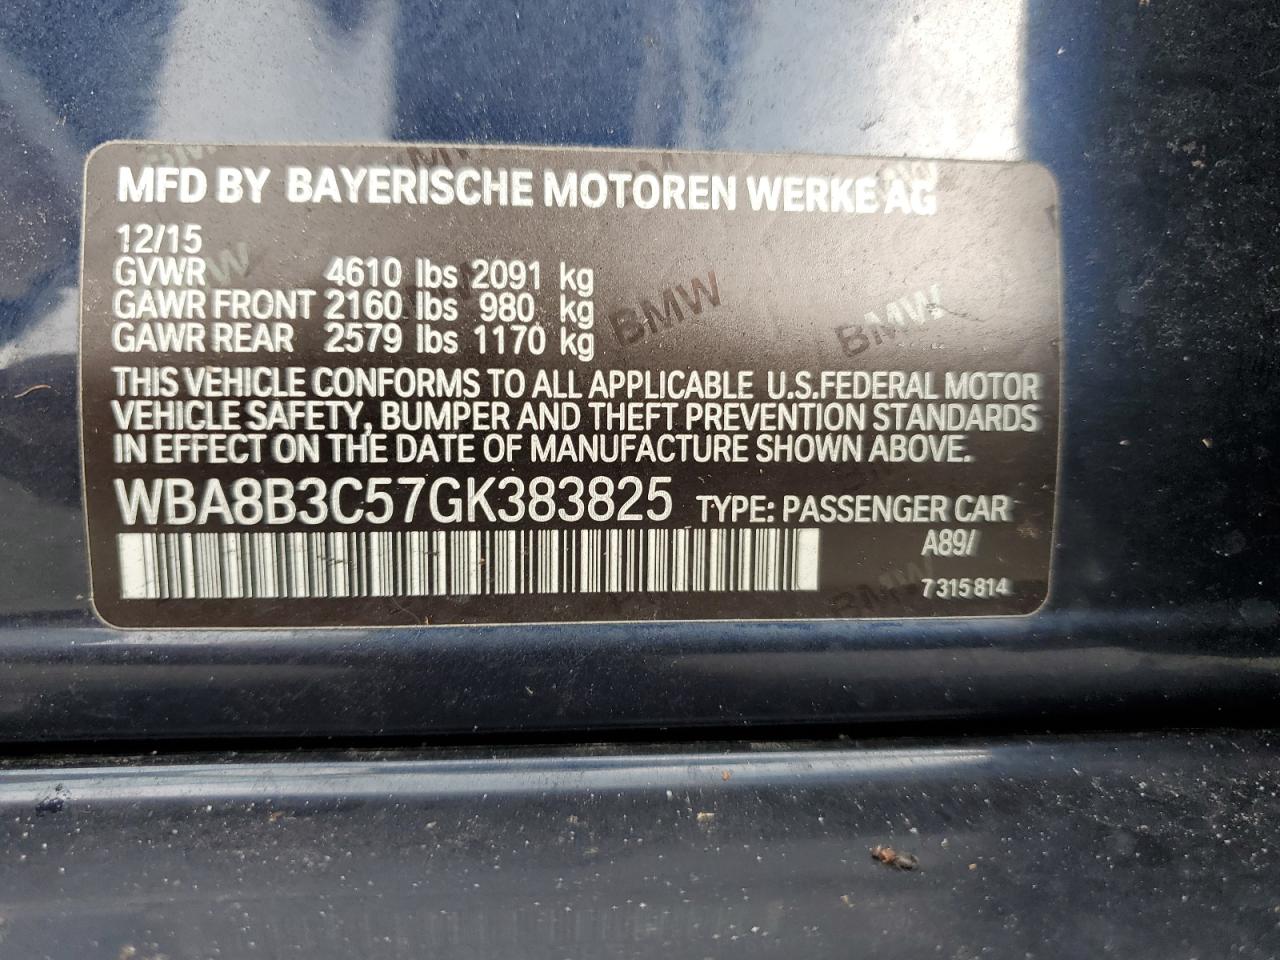 MFD BY BAYERISCHE MOTOREN WERKE AG
12/15
GVWR 4610 lbs 2091 kg
GAWR FRONT 2160 lbs 980 kg
GAWR REAR 2579 lbs 1170 kg
THIS VEHICLE CONFORMS TO ALL APPLICABLE U.S.FEDERAL MOTOR
VEHICLE SAFETY, BUMPER AND THEFT PREVENTION STANDARDS
IN EFFECT ON THE DATE OF MANUFACTURE SHOWN ABOVE.
WBA8B3C57GK383825 TYPE: PASSENGER CAR
A89/
7 315 814
BMW
BMW